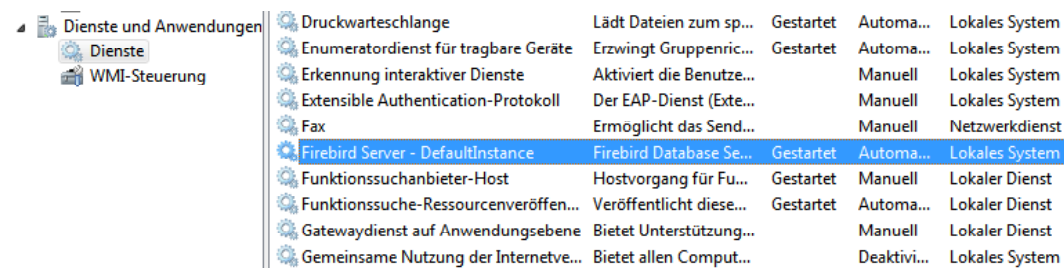 Dienste und Anwendungen
Dienste
WMI-Steuerung
Druckwarteschlange Lädt Dateien zum sp... Gestartet Automa... Lokales System
Enumeratordienst für tragbare Geräte Erzwingt Gruppenric... Gestartet Automa... Lokales System
Erkennung interaktiver Dienste Aktiviert die Benutze... Manuell Lokales System
Extensible Authentication-Protokoll Der EAP-Dienst (Exte... Manuell Lokales System
Fax Ermöglicht das Send... Manuell Netzwerkdienst
Firebird Server - DefaultInstance Firebird Database Se... Gestartet Automa... Lokales System
Funktionssuchanbieter-Host Hostvorgang für Fu... Gestartet Manuell Lokaler Dienst
Funktionssuche-Ressourcenveröffen... Veröffentlicht diese... Gestartet Automa... Lokaler Dienst
Gatewaydienst auf Anwendungsebene Bietet Unterstützung... Manuell Lokaler Dienst
Gemeinsame Nutzung der Internetve... Bietet allen Comput... Deaktivi... Lokales System